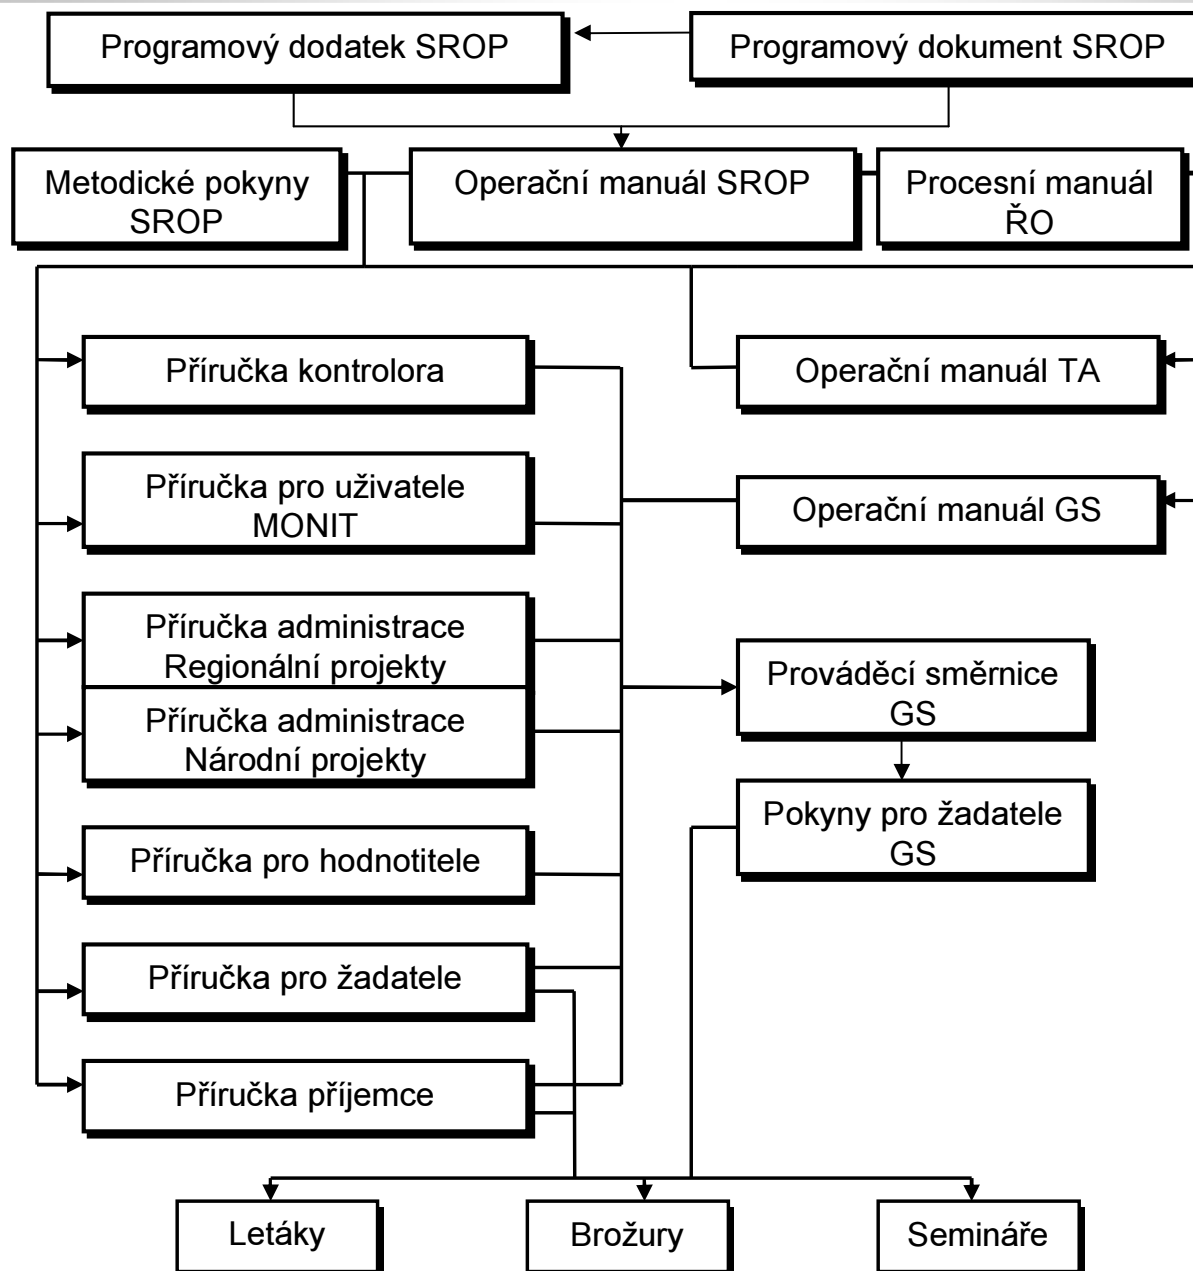 Programový dodatek SROP
Programový dokument SROP
Metodické pokyny
SROP
Operační manuál SROP
Procesní manuál
ŘO
Příručka kontrolora
Operační manuál TA
Příručka pro uživatele
MONIT
Operační manuál GS
Příručka administrace
Regionální projekty
Prováděcí směrnice
GS
Příručka administrace
Národní projekty
Pokyny pro žadatele
GS
Příručka pro hodnotitele
Příručka pro žadatele
Příručka příjemce
Letáky
Brožury
Semináře